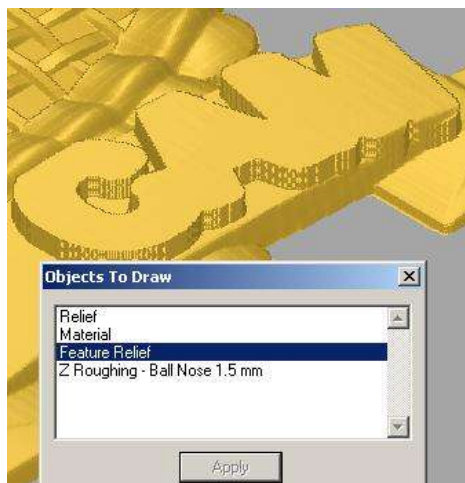 Objects To Draw
Relief
Material
Feature Relief
Z Roughing - Ball Nose 1.5 mm
Apply